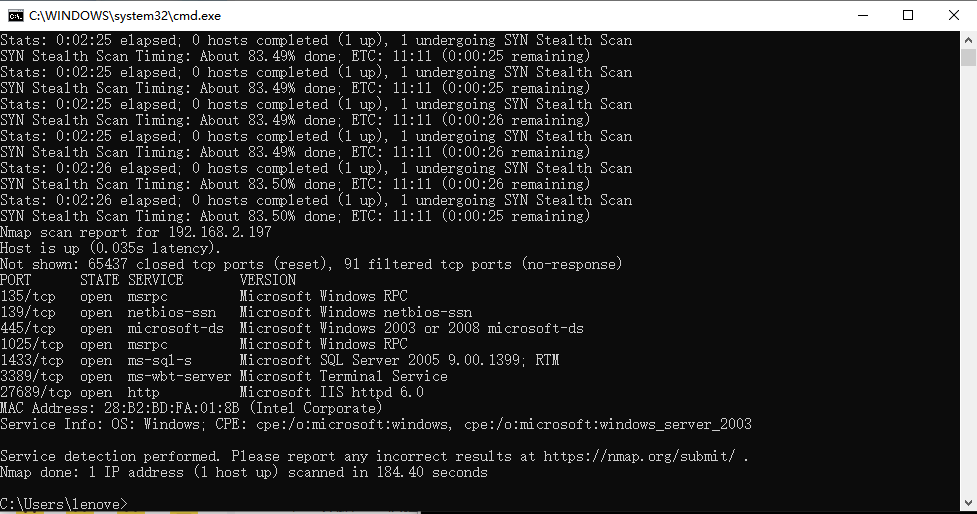 C:\WINDOWS\system32\cmd.exe
Stats: 0:02:25 elapsed; 0 hosts completed (1 up), 1 undergoing SYN Stealth Scan
SYN Stealth Scan Timing: About 83.49% done; ETC: 11:11 (0:00:25 remaining)
Stats: 0:02:25 elapsed; 0 hosts completed (1 up), 1 undergoing SYN Stealth Scan
SYN Stealth Scan Timing: About 83.49% done; ETC: 11:11 (0:00:25 remaining)
Stats: 0:02:25 elapsed; 0 hosts completed (1 up), 1 undergoing SYN Stealth Scan
SYN Stealth Scan Timing: About 83.49% done; ETC: 11:11 (0:00:26 remaining)
Stats: 0:02:25 elapsed; 0 hosts completed (1 up), 1 undergoing SYN Stealth Scan
SYN Stealth Scan Timing: About 83.49% done; ETC: 11:11 (0:00:26 remaining)
Stats: 0:02:26 elapsed; 0 hosts completed (1 up), 1 undergoing SYN Stealth Scan
SYN Stealth Scan Timing: About 83.50% done; ETC: 11:11 (0:00:26 remaining)
Stats: 0:02:26 elapsed; 0 hosts completed (1 up), 1 undergoing SYN Stealth Scan
SYN Stealth Scan Timing: About 83.50% done; ETC: 11:11 (0:00:25 remaining)
Nmap scan report for 192.168.2.197
Host is up (0.035s latency).
Not shown: 65437 closed tcp ports (reset), 91 filtered tcp ports (no-response)
PORT STATE SERVICE VERSION
135/tcp open msrpc Microsoft Windows RPC
139/tcp open netbios-ssn Microsoft Windows netbios-ssn
445/tcp open microsoft-ds Microsoft Windows 2003 or 2008 microsoft-ds
1025/tcp open msrpc Microsoft Windows RPC
1433/tcp open ms-sql-s Microsoft SQL Server 2005 9.00.1399; RTM
3389/tcp open ms-wbt-server Microsoft Terminal Service
27689/tcp open http Microsoft IIS httpd 6.0
MAC Address: 28:B2:BD:FA:01:8B (Intel Corporate)
Service Info: OS: Windows; CPE: cpe:/o:microsoft:windows, cpe:/o:microsoft:windows_server_2003
Service detection performed. Please report any incorrect results at https://nmap.org/submit/ .
Nmap done: 1 IP address (1 host up) scanned in 184.40 seconds
C:\Users\lenove>